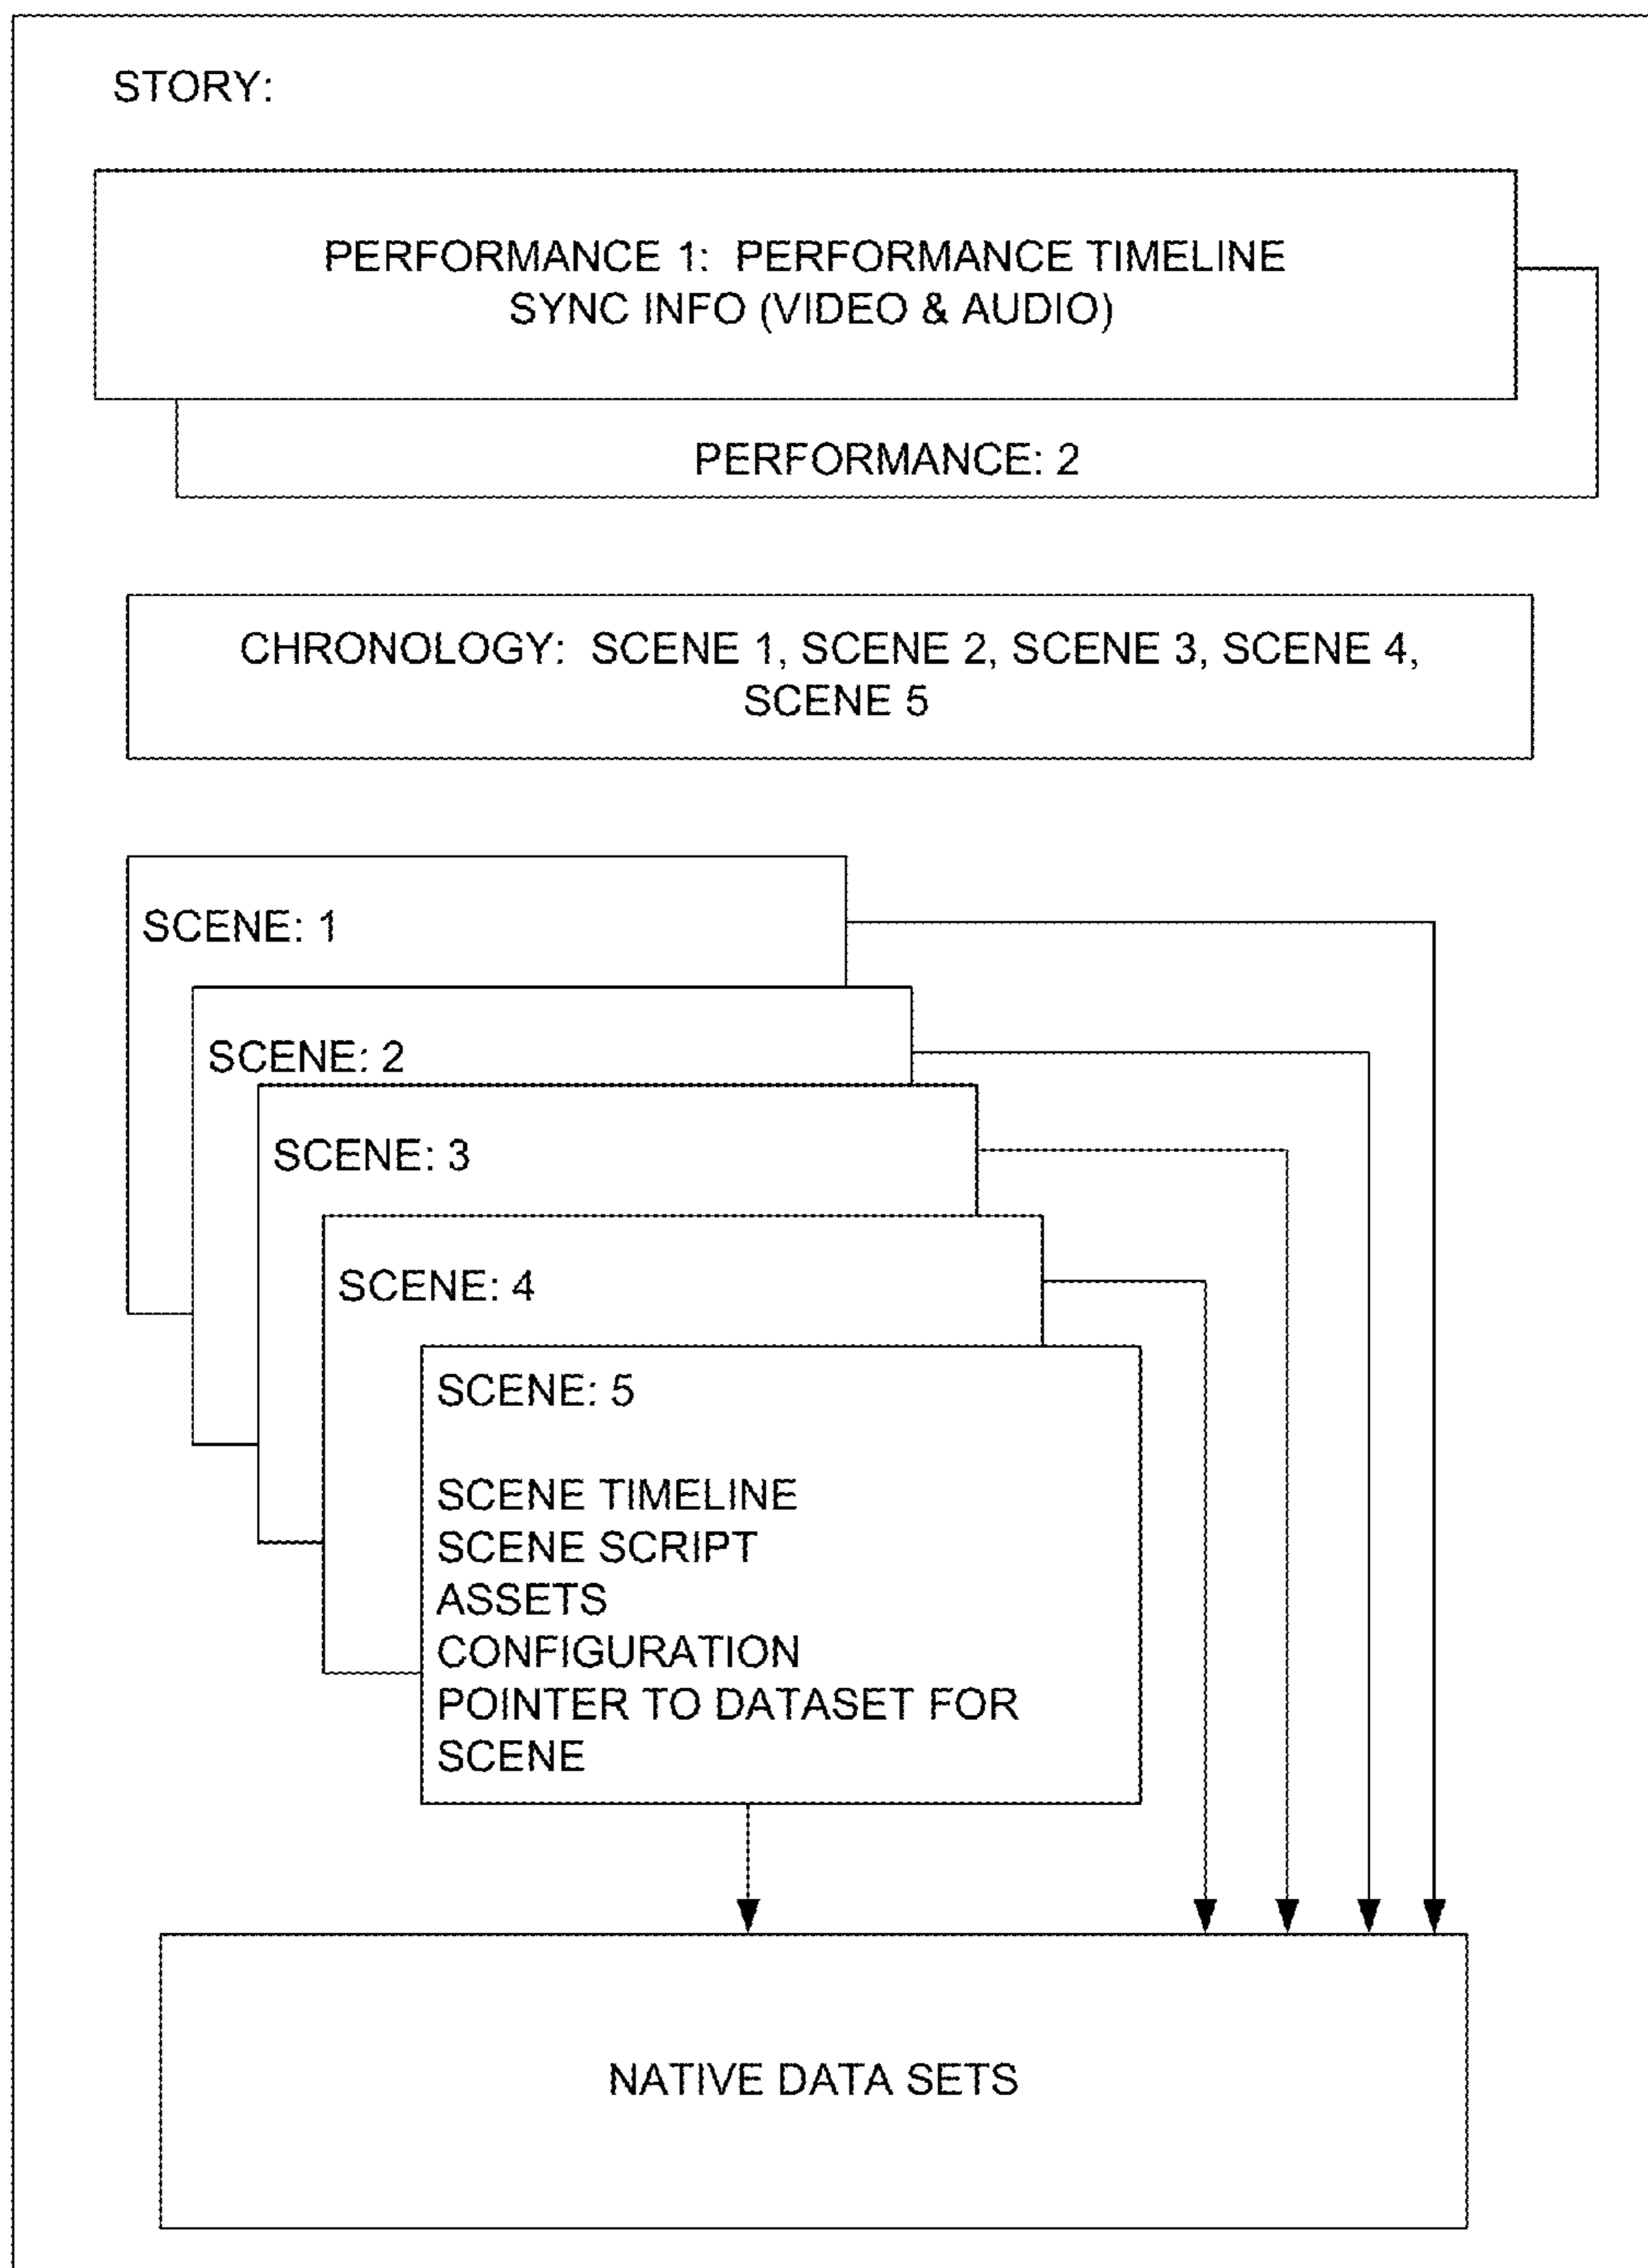 STORY:
PERFORMANCE 1: PERFORMANCE TIMELINE
SYNC INFO (VIDEO & AUDIO)
PERFORMANCE: 2
CHRONOLOGY: SCENE 1, SCENE 2, SCENE 3, SCENE 4,
SCENE 5
SCENE: 1
SCENE: 2
SCENE: 3
SCENE: 4
SCENE: 5
SCENE TIMELINE
SCENE SCRIPT
ASSETS
CONFIGURATION
POINTER TO DATASET FOR
SCENE
NATIVE DATA SETS